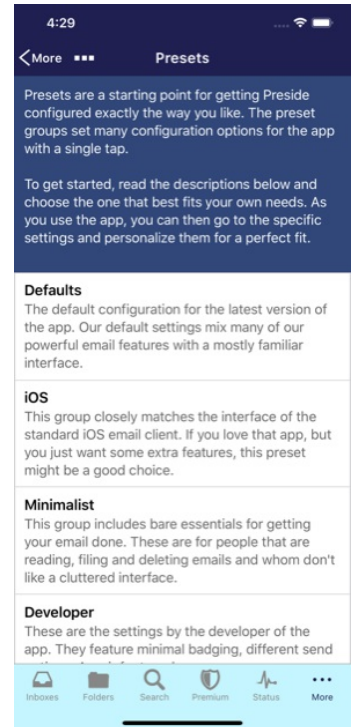 4:29
More
Presets
Presets are a starting point for getting Preside
configured exactly the way you like. The preset
groups set many configuration options for the app
with a single tap.
To get started, read the descriptions below and
choose the one that best fits your own needs. As
you use the app, you can then go to the specific
settings and personalize them for a perfect fit.
Defaults
The default configuration for the latest version of
the app. Our default settings mix many of our
powerful email features with a mostly familiar
interface.
iOS
This group closely matches the interface of the
standard iOS email client. If you love that app, but
you just want some extra features, this preset
might be a good choice.
Minimalist
This group includes bare essentials for getting
your email done. These are for people that are
reading, filing and deleting emails and whom don't
like a cluttered interface.
Developer
These are the settings by the developer of the
app. They feature minimal badging, different send
Inboxes Folders Search Premium Status More